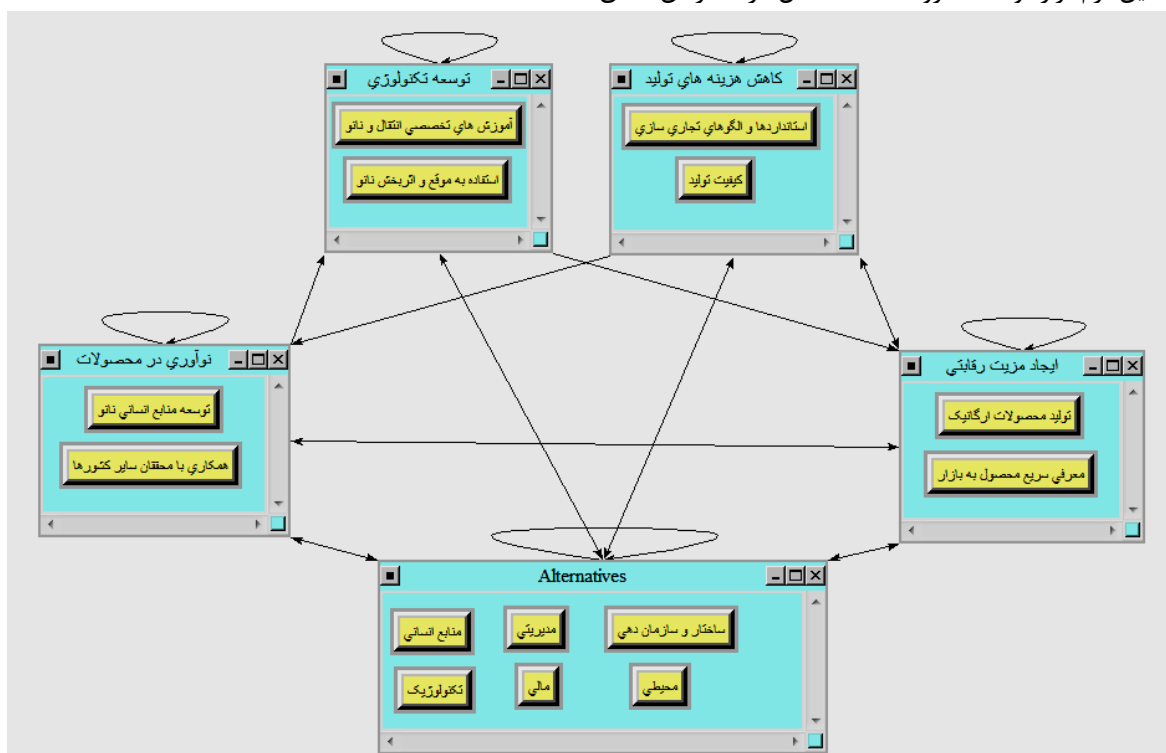 کاهش هزينه هاي توليد
استانداردها و الگوهاي تجاري سازي
کيفيت توليد
توسعه تکنولوژي
آموزش هاي تخصصي انتقال و نانو
استفاده به موقع و اثربخش نانو
ايجاد مزيت رقابتي
توليد محصولات ارگانيک
معرفي سريع محصول به بازار
نوآوري در محصولات
توسعه منابع انساني نانو
همکاري با محققان ساير کشورها
Alternatives
ساختار و سازمان دهي
مديريتي
منابع انساني
محيطي
مالي
تکنولوژيک